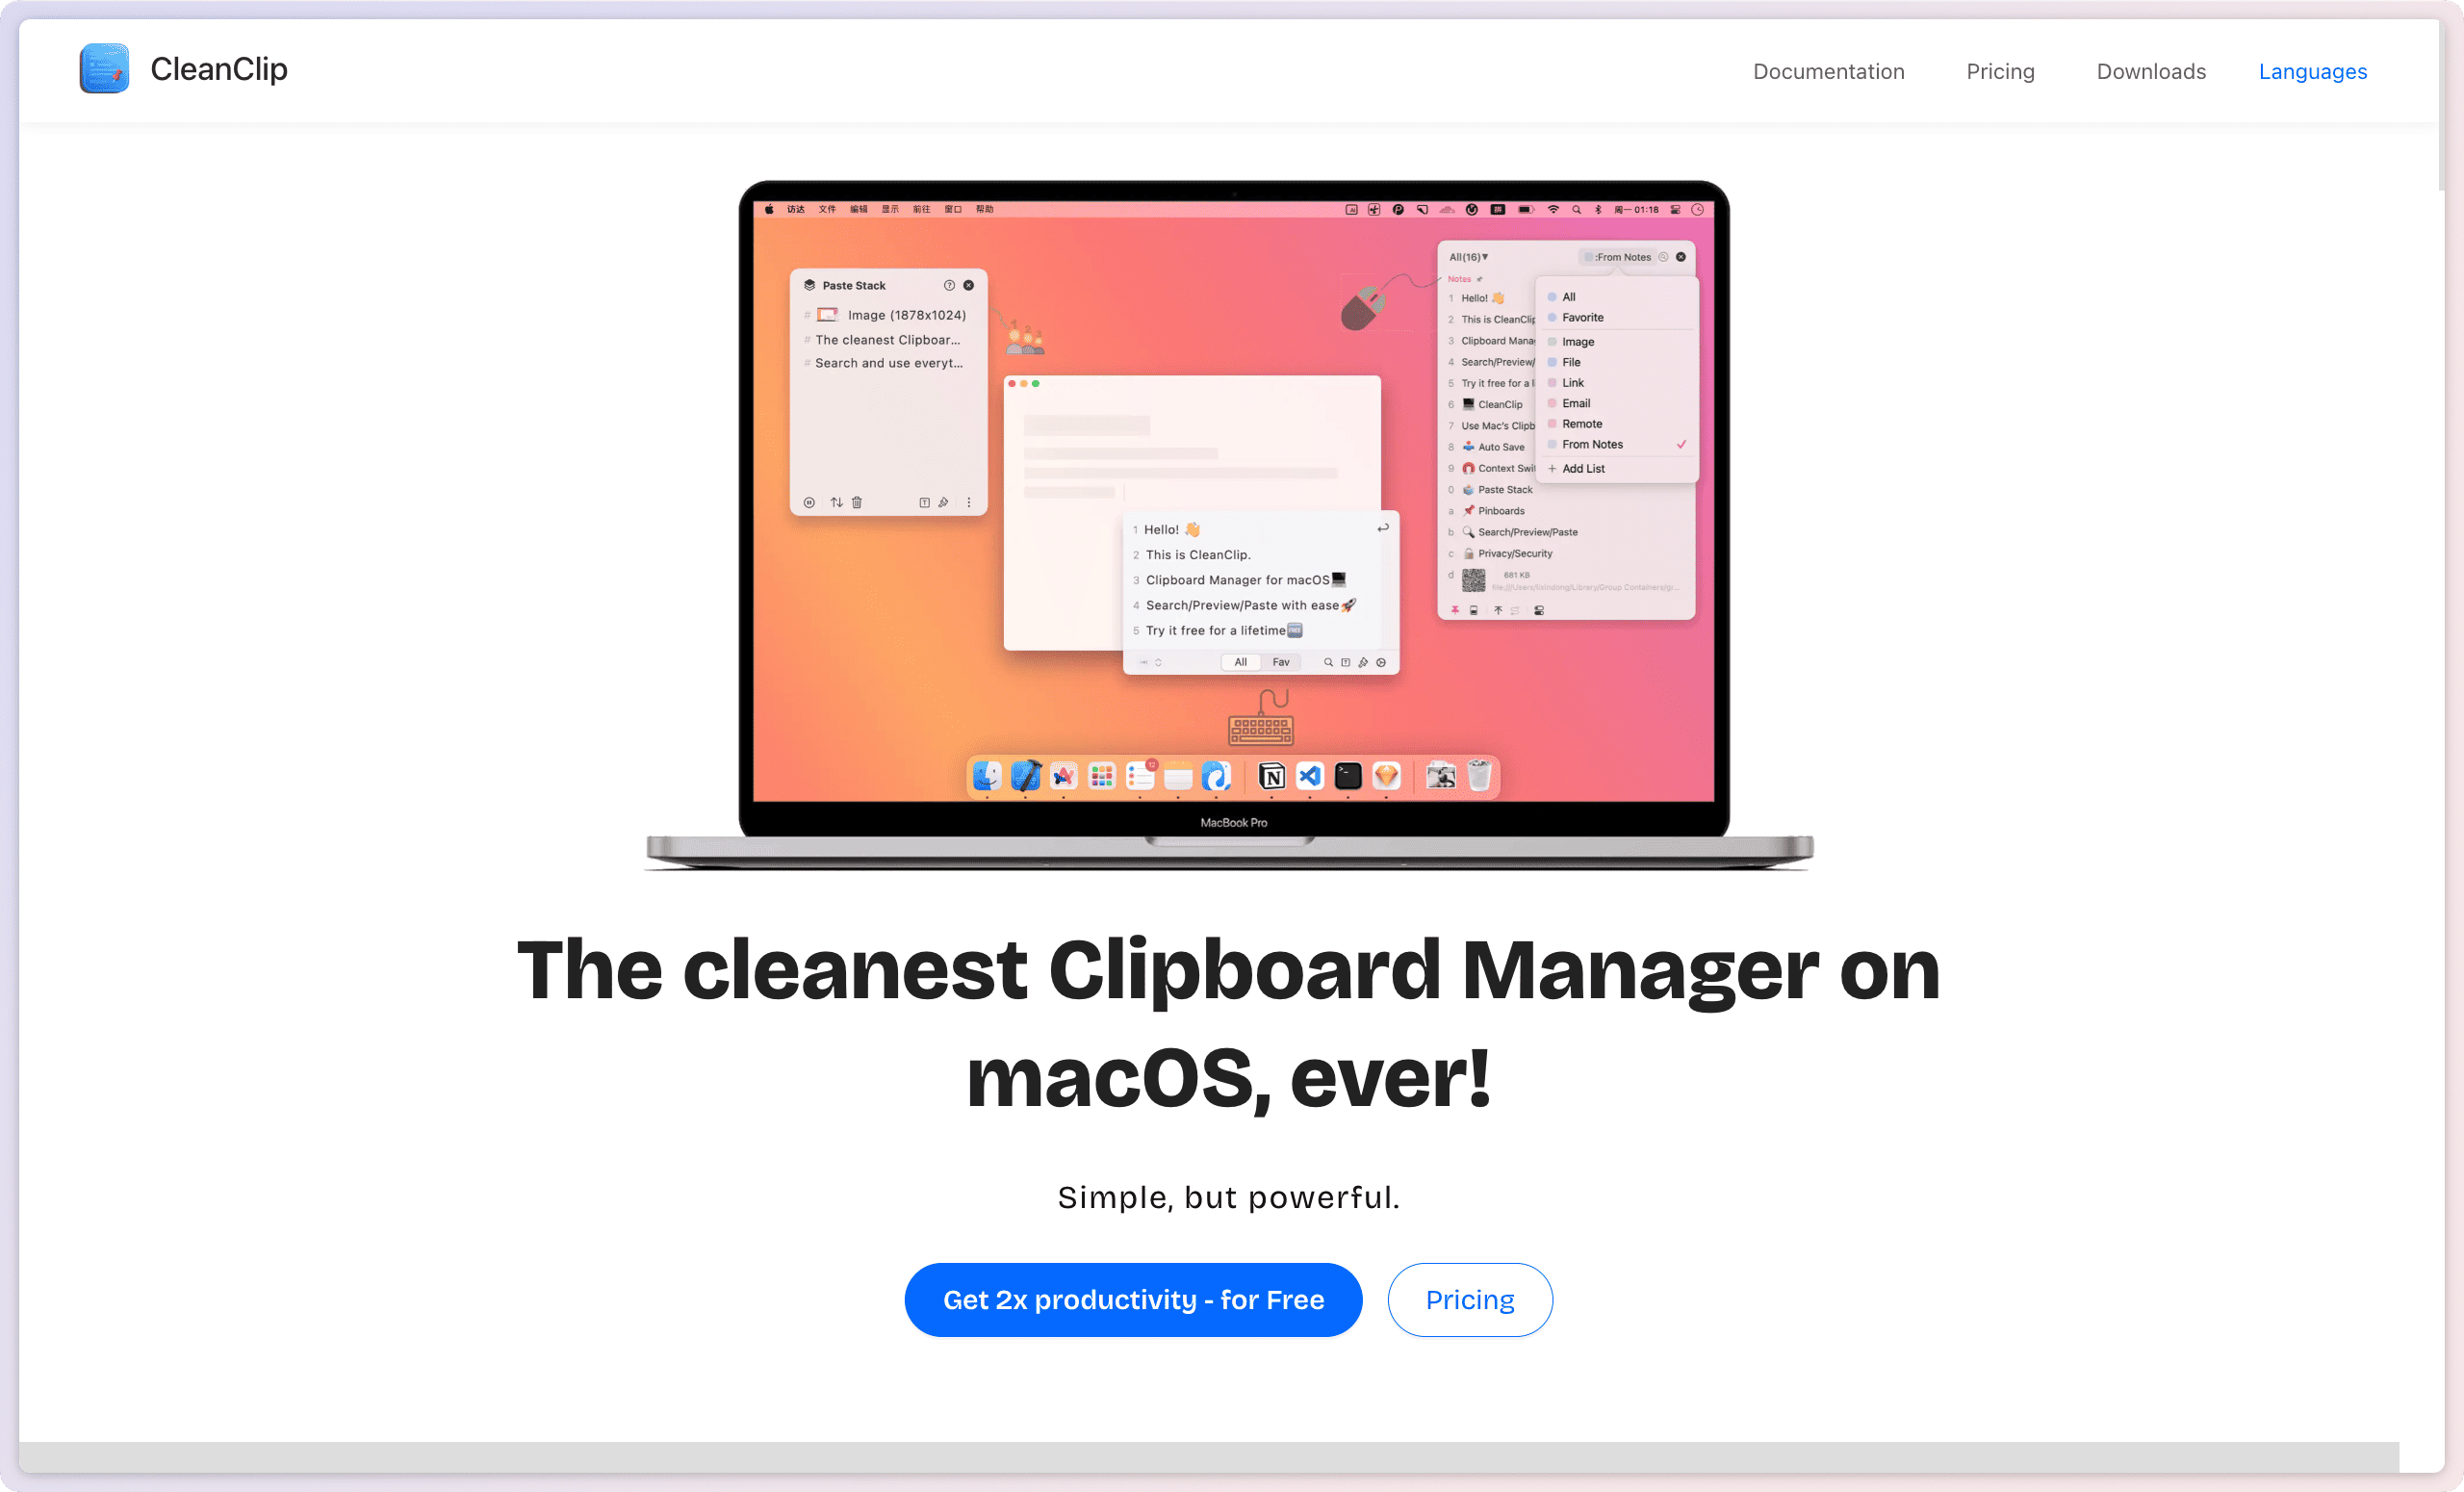 CleanClip
Documentation Pricing Downloads Languages
访达 文件 编辑 显示 前往 窗口 帮助
周一 01:18
Paste Stack
# Image (1878x1024)
# The cleanest Clipboar...
# Search and use everyt...
1 2 3
All(16)▼ :From Notes
Notes
1 Hello! 👋
2 This is CleanClip
3 Clipboard Mana
4 Search/Preview/
5 Try it free for a l
6 CleanClip
7 Use Mac's Clipb
8 Auto Save
9 Context Swit
0 Paste Stack
a Pinboards
b Search/Preview/Paste
c Privacy/Security
d 681 KB
All
Favorite
Image
File
Link
Email
Remote
From Notes ✓
+ Add List
1 Hello! 👋
2 This is CleanClip.
3 Clipboard Manager for macOS💻
4 Search/Preview/Paste with ease🚀
5 Try it free for a lifetime🆓
All Fav
12
MacBook Pro
The cleanest Clipboard Manager on
macOS, ever!
Simple, but powerful.
Get 2x productivity - for Free
Pricing